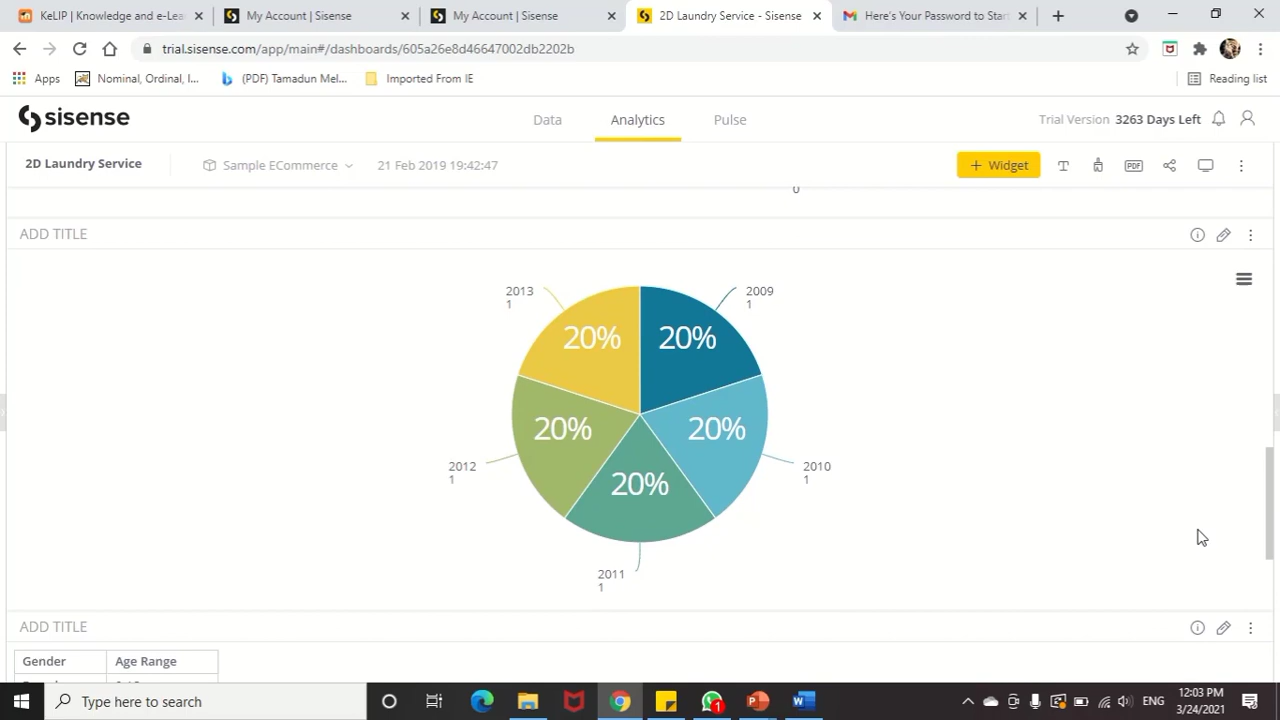 KeLIP | Knowledge and e-Lea
My Account | Sisense
My Account | Sisense
2D Laundry Service - Sisense
Here's Your Password to Star
trial.sisense.com/app/main#/dashboards/605a26e8d46647002db2202b
Apps
Nominal, Ordinal, I...
(PDF) Tamadun Mel...
Imported From IE
Reading list
sisense
Data
Analytics
Pulse
Trial Version 3263 Days Left
2D Laundry Service
Sample ECommerce
21 Feb 2019 19:42:47
+ Widget
PDF
0
ADD TITLE
2013
1
2009
1
20%
20%
20%
20%
20%
2012
1
2010
1
2011
1
ADD TITLE
Gender
Age Range
Type here to search
1
ENG
12:03 PM
3/24/2021